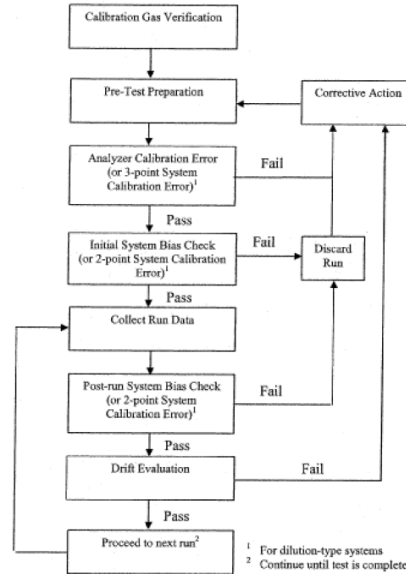 Calibration Gas Verification
Pre-Test Preparation
Corrective Action
Analyzer Calibration Error
(or 3-point System
Calibration Error)¹
Fail
Pass
Initial System Bias Check
(or 2-point System Calibration
Error)¹
Fail
Discard
Run
Pass
Collect Run Data
Post-run System Bias Check
(or 2-point System
Calibration Error)¹
Fail
Pass
Drift Evaluation
Fail
Pass
Proceed to next run²
¹ For dilution-type systems
² Continue until test is complete